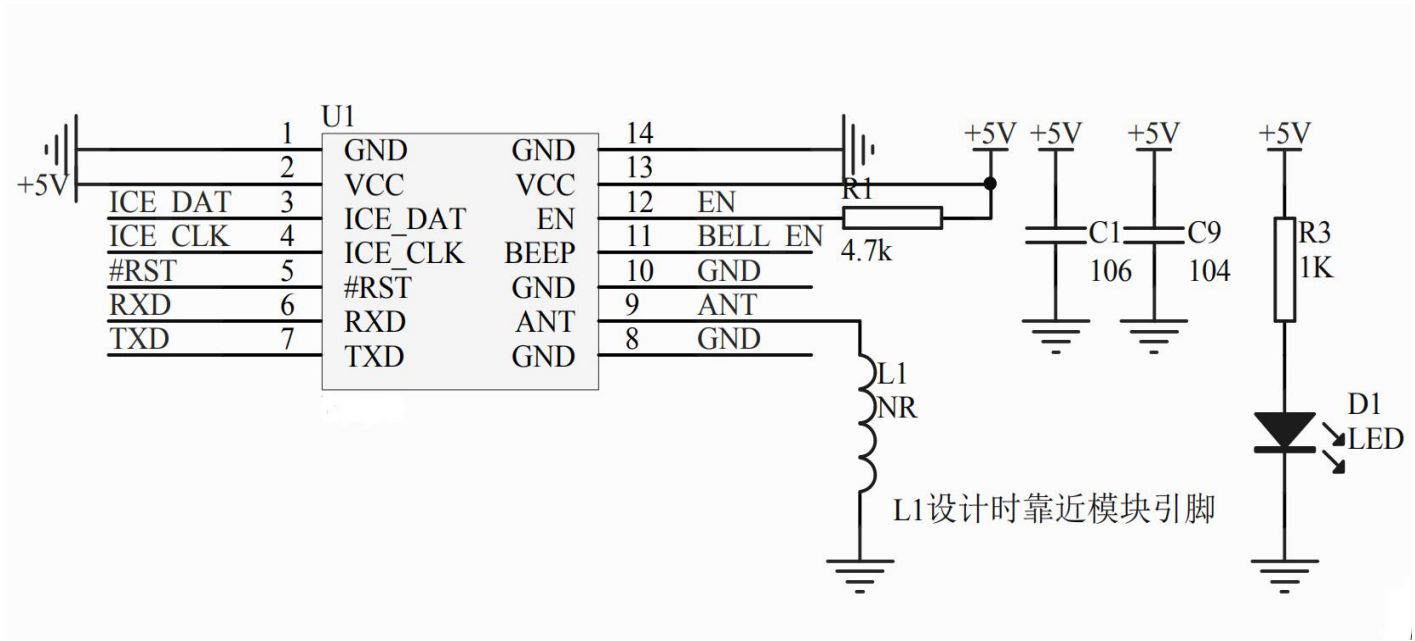 U1
1 GND GND 14
+5V 2 VCC VCC 13
ICE_DAT 3 ICE_DAT EN 12 EN
ICE_CLK 4 ICE_CLK BEEP 11 BELL_EN
#RST 5 #RST GND 10 GND
RXD 6 RXD ANT 9 ANT
TXD 7 TXD GND 8 GND
+5V
R1
4.7k
L1
NR
L1设计时靠近模块引脚
+5V
C1
106
+5V
C9
104
+5V
R3
1K
D1
LED